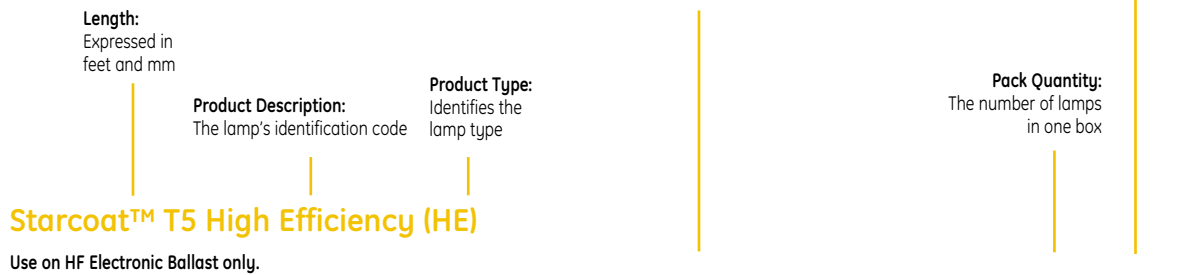 Length:
Expressed in
feet and mm
Product Description:
The lamp's identification code
Product Type:
Identifies the
lamp type
Pack Quantity:
The number of lamps
in one box
Starcoat™ T5 High Efficiency (HE)
Use on HF Electronic Ballast only.